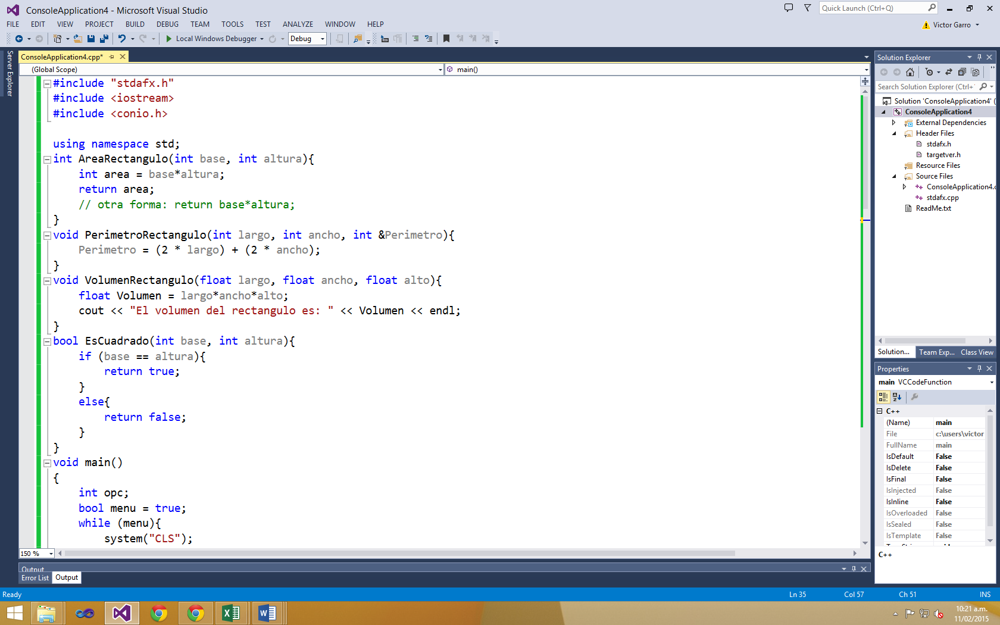 ConsoleApplication4 - Microsoft Visual Studio
Quick Launch (Ctrl+Q)
FILE EDIT VIEW PROJECT BUILD DEBUG TEAM TOOLS TEST ANALYZE WINDOW HELP
Victor Garro
Local Windows Debugger
Debug
Server Explorer
ConsoleApplication4.cpp*
(Global Scope)
main()
#include "stdafx.h"
#include <iostream>
#include <conio.h>
using namespace std;
int AreaRectangulo(int base, int altura){
int area = base*altura;
return area;
// otra forma: return base*altura;
}
void PerimetroRectangulo(int largo, int ancho, int &Perimetro){
Perimetro = (2 * largo) + (2 * ancho);
}
void VolumenRectangulo(float largo, float ancho, float alto){
float Volumen = largo*ancho*alto;
cout << "El volumen del rectangulo es: " << Volumen << endl;
}
bool EsCuadrado(int base, int altura){
if (base == altura){
return true;
}
else{
return false;
}
}
void main()
{
int opc;
bool menu = true;
while (menu){
system("CLS");
150 %
Output
Error List Output
Solution Explorer
Search Solution Explorer (Ctrl+
Solution 'ConsoleApplication4' (
ConsoleApplication4
External Dependencies
Header Files
stdafx.h
targetver.h
Resource Files
Source Files
ConsoleApplication4.c
stdafx.cpp
ReadMe.txt
Solution... Team Exp... Class View
Properties
main VCCodeFunction
C++
(Name) main
File c:\users\victor
FullName main
IsDefault False
IsDelete False
IsFinal False
IsInjected False
IsInline False
IsOverloaded False
IsSealed False
IsTemplate False
C++
Ready
Ln 35 Col 57 Ch 51 INS
10:21 a.m.
11/02/2015